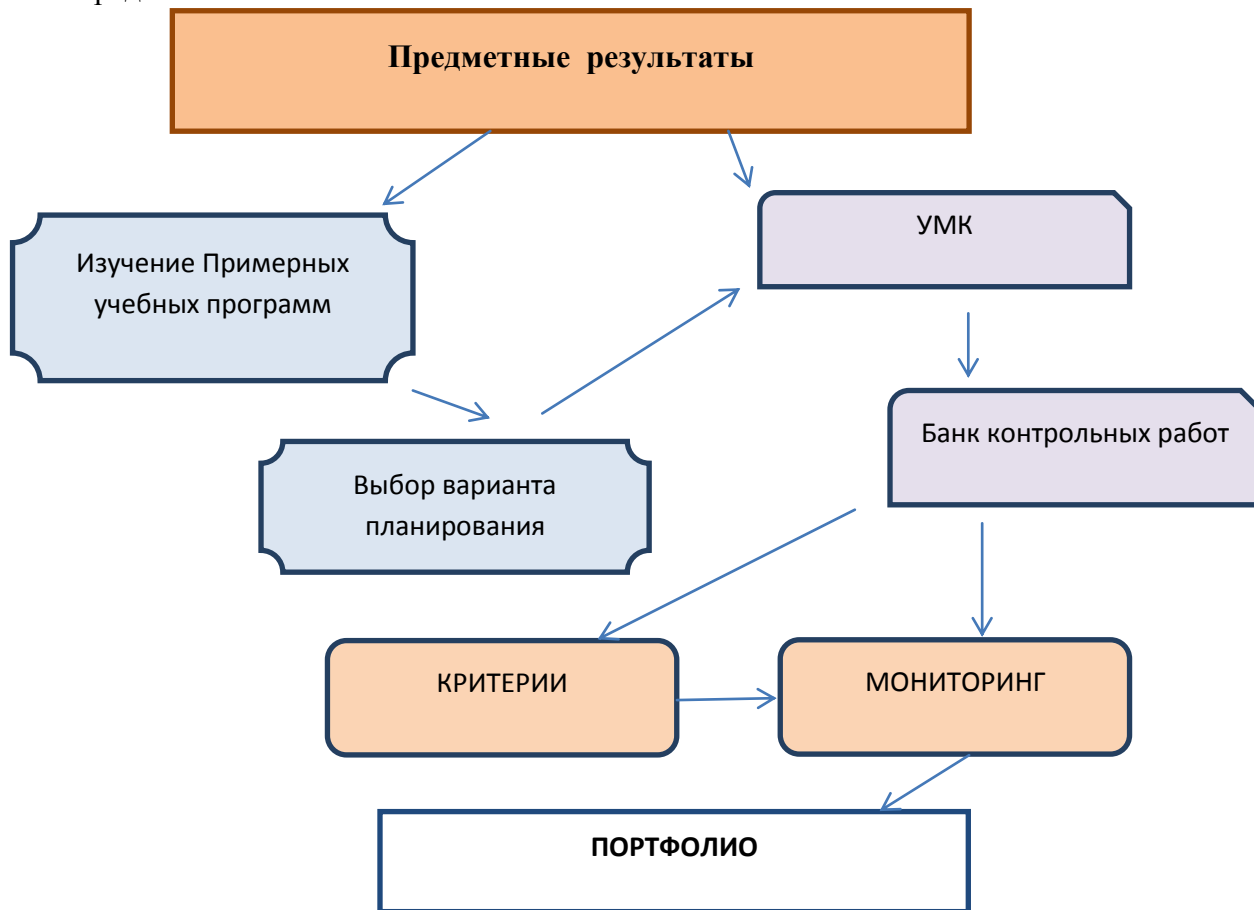 Предметные результаты
УМК
Изучение Примерных
учебных программ
Банк контрольных работ
Выбор варианта
планирования
КРИТЕРИИ
МОНИТОРИНГ
ПОРТФОЛИО